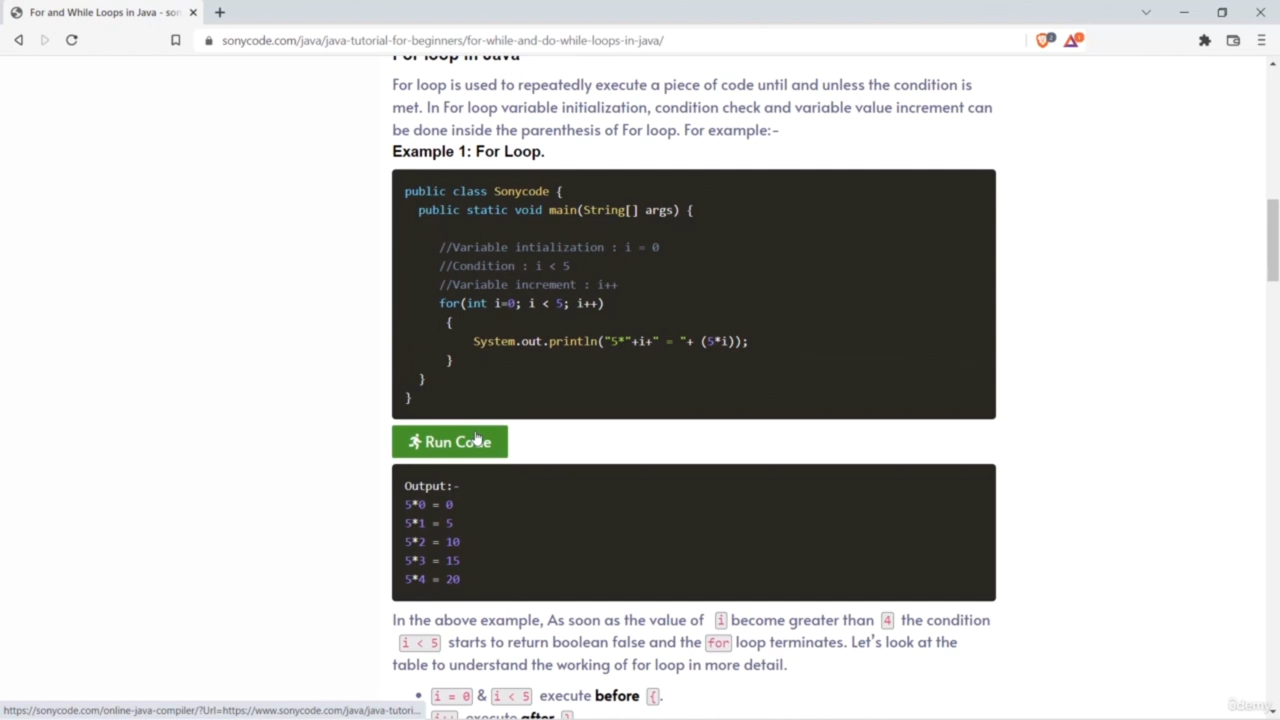 For and While Loops in Java - son
sonycode.com/java/java-tutorial-for-beginners/for-while-and-do-while-loops-in-java/
For loop in Java
For loop is used to repeatedly execute a piece of code until and unless the condition is
met. In For loop variable initialization, condition check and variable value increment can
be done inside the parenthesis of For loop. For example:-
Example 1: For Loop.
public class Sonycode {
public static void main(String[] args) {
//Variable intialization : i = 0
//Condition : i < 5
//Variable increment : i++
for(int i=0; i < 5; i++)
{
System.out.println("5*"+i+" = "+ (5*i));
}
}
}
Run Code
Output:-
5*0 = 0
5*1 = 5
5*2 = 10
5*3 = 15
5*4 = 20
In the above example, As soon as the value of i become greater than 4 the condition
i < 5 starts to return boolean false and the for loop terminates. Let's look at the
table to understand the working of for loop in more detail.
• i = 0 & i < 5 execute before {.
i++ execute after }
https://sonycode.com/online-java-compiler/?Url=https://www.sonycode.com/java/java-tutori...
ûdemy